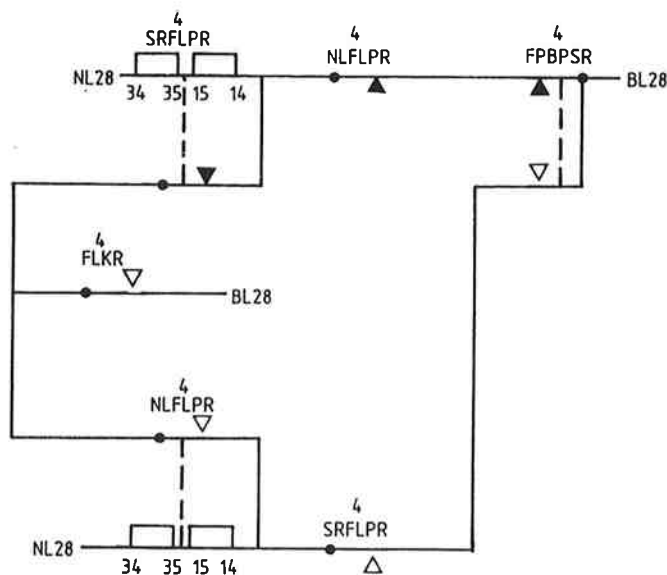 4 4 4
SRFLPR NLFLPR FPBPSR
NL28 BL28
34 35 15 14
4
FLKR
BL28
4
NLFLPR
4
SRFLPR
NL28
34 35 15 14